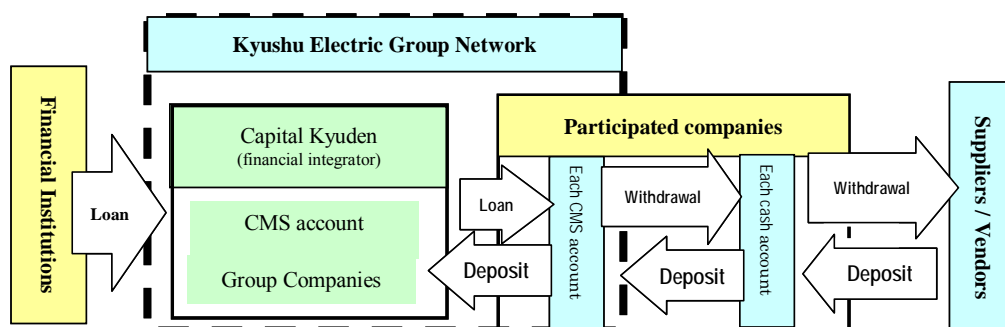 Kyushu Electric Group Network
Financial Institutions
Loan
Capital Kyuden
(financial integrator)
CMS account
Group Companies
Participated companies
Loan
Deposit
Each CMS account
Withdrawal
Deposit
Each cash account
Withdrawal
Deposit
Suppliers / Vendors